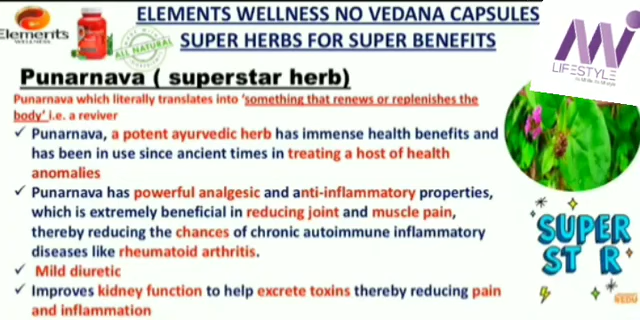 Elements
WELLNESS
ALL NATURAL
ELEMENTS WELLNESS NO VEDANA CAPSULES
SUPER HERBS FOR SUPER BENEFITS
Mi
LIFESTYLE
Punarnava ( superstar herb)
Punarnava which literally translates into ‘something that renews or replenishes the
body’ i.e. a reviver
✓ Punarnava, a potent ayurvedic herb has immense health benefits and
has been in use since ancient times in treating a host of health
anomalies
✓ Punarnava has powerful analgesic and anti-inflammatory properties,
which is extremely beneficial in reducing joint and muscle pain,
thereby reducing the chances of chronic autoimmune inflammatory
diseases like rheumatoid arthritis.
✓ Mild diuretic
✓ Improves kidney function to help excrete toxins thereby reducing pain
and inflammation
SUPER
ST R